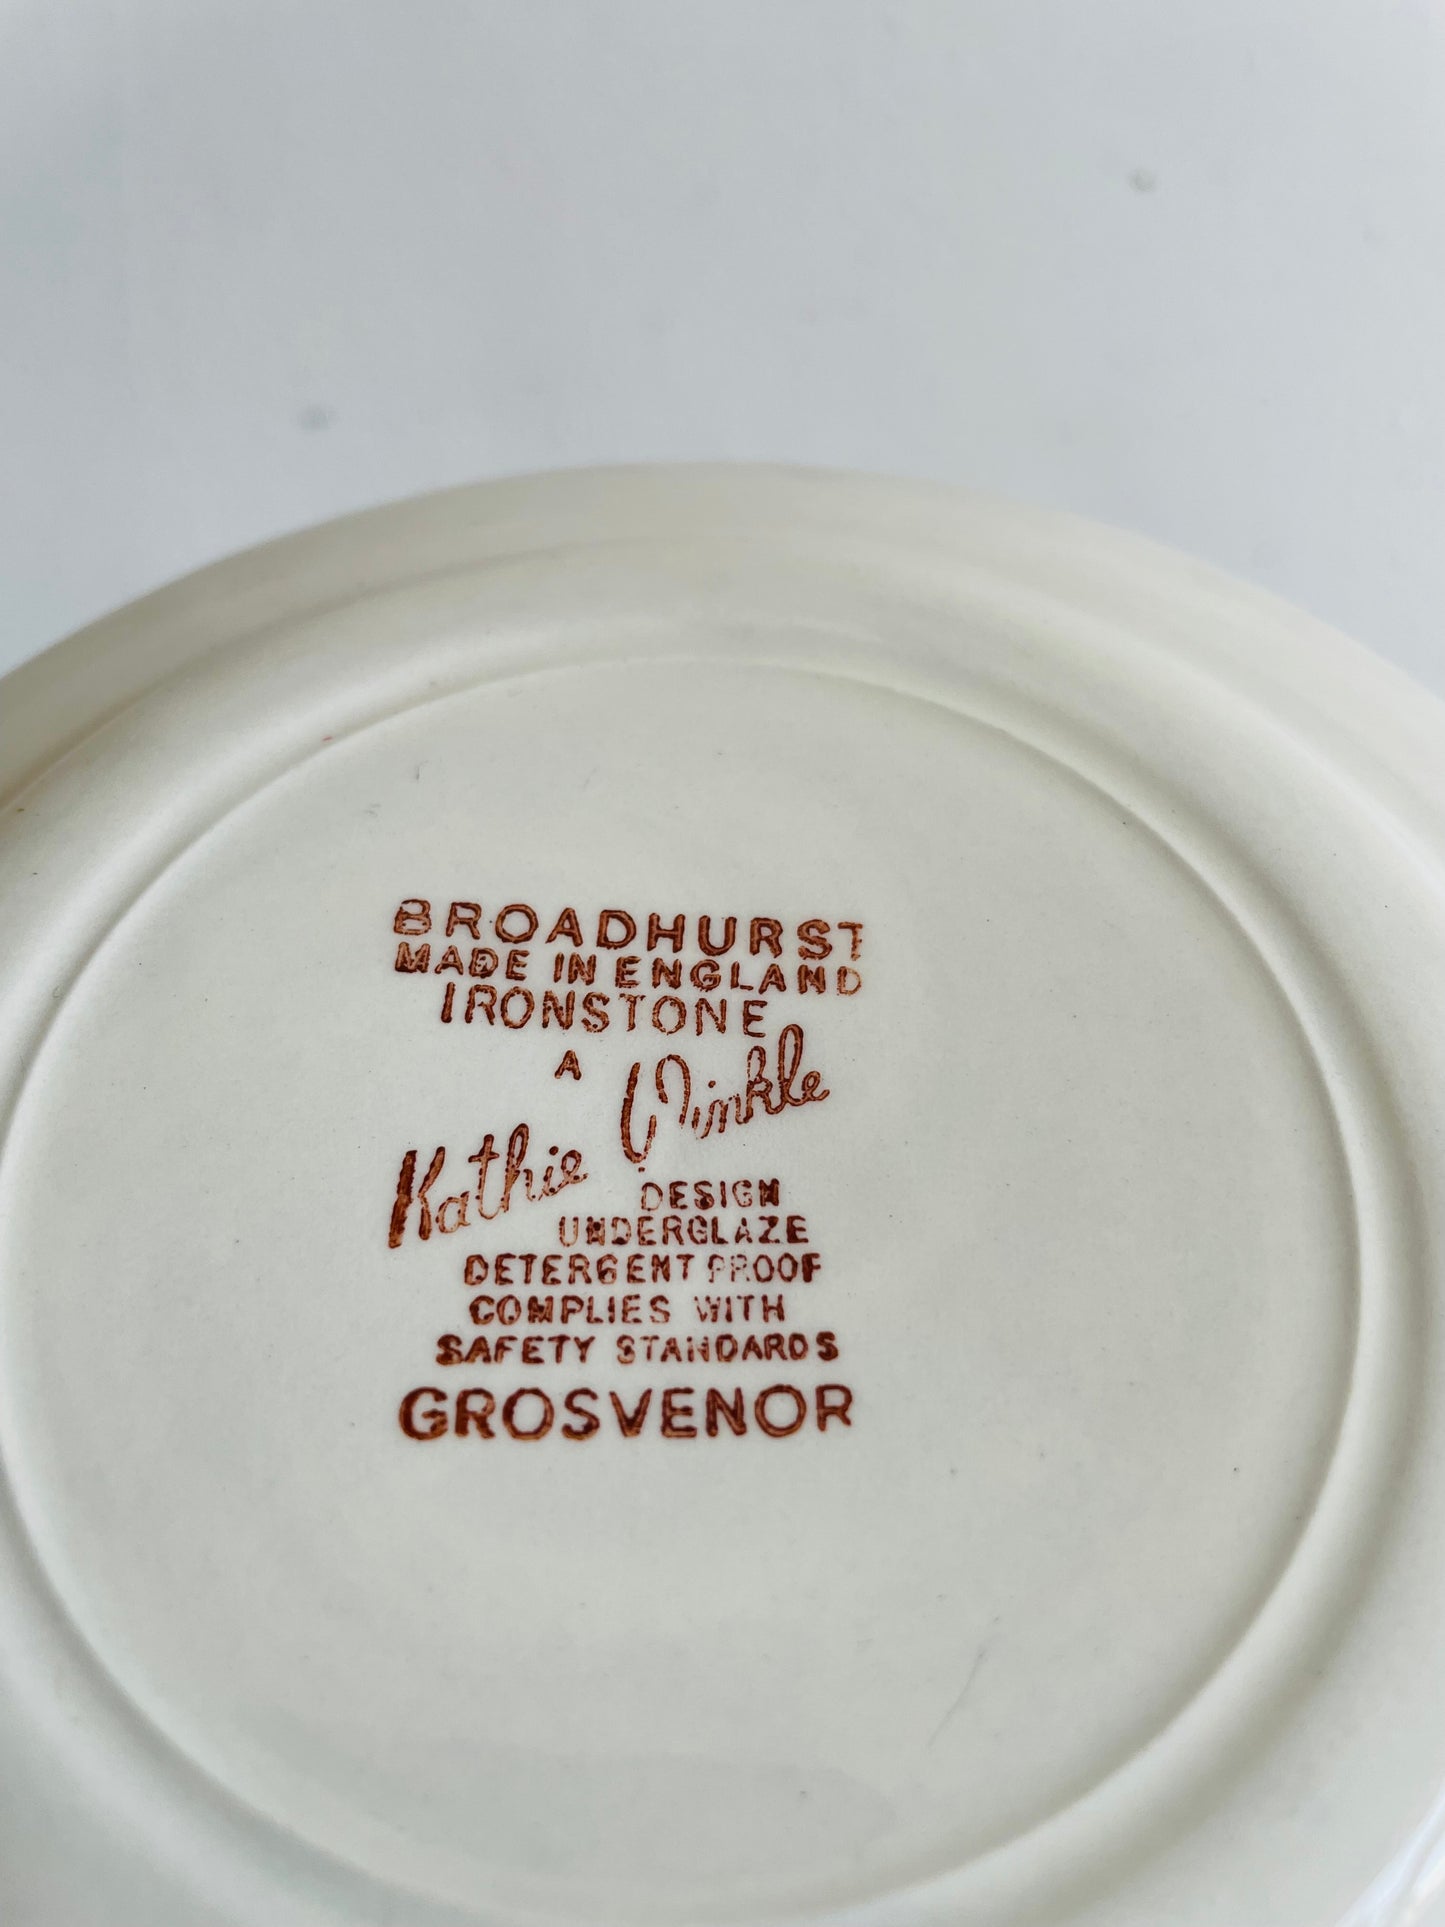 BROADHURST
MADE IN ENGLAND
IRONSTONE
A
Kathie Winkle
DESIGN
UNDERGLAZE
DETERGENT PROOF
COMPLIES WITH
SAFETY STANDARDS
GROSVENOR